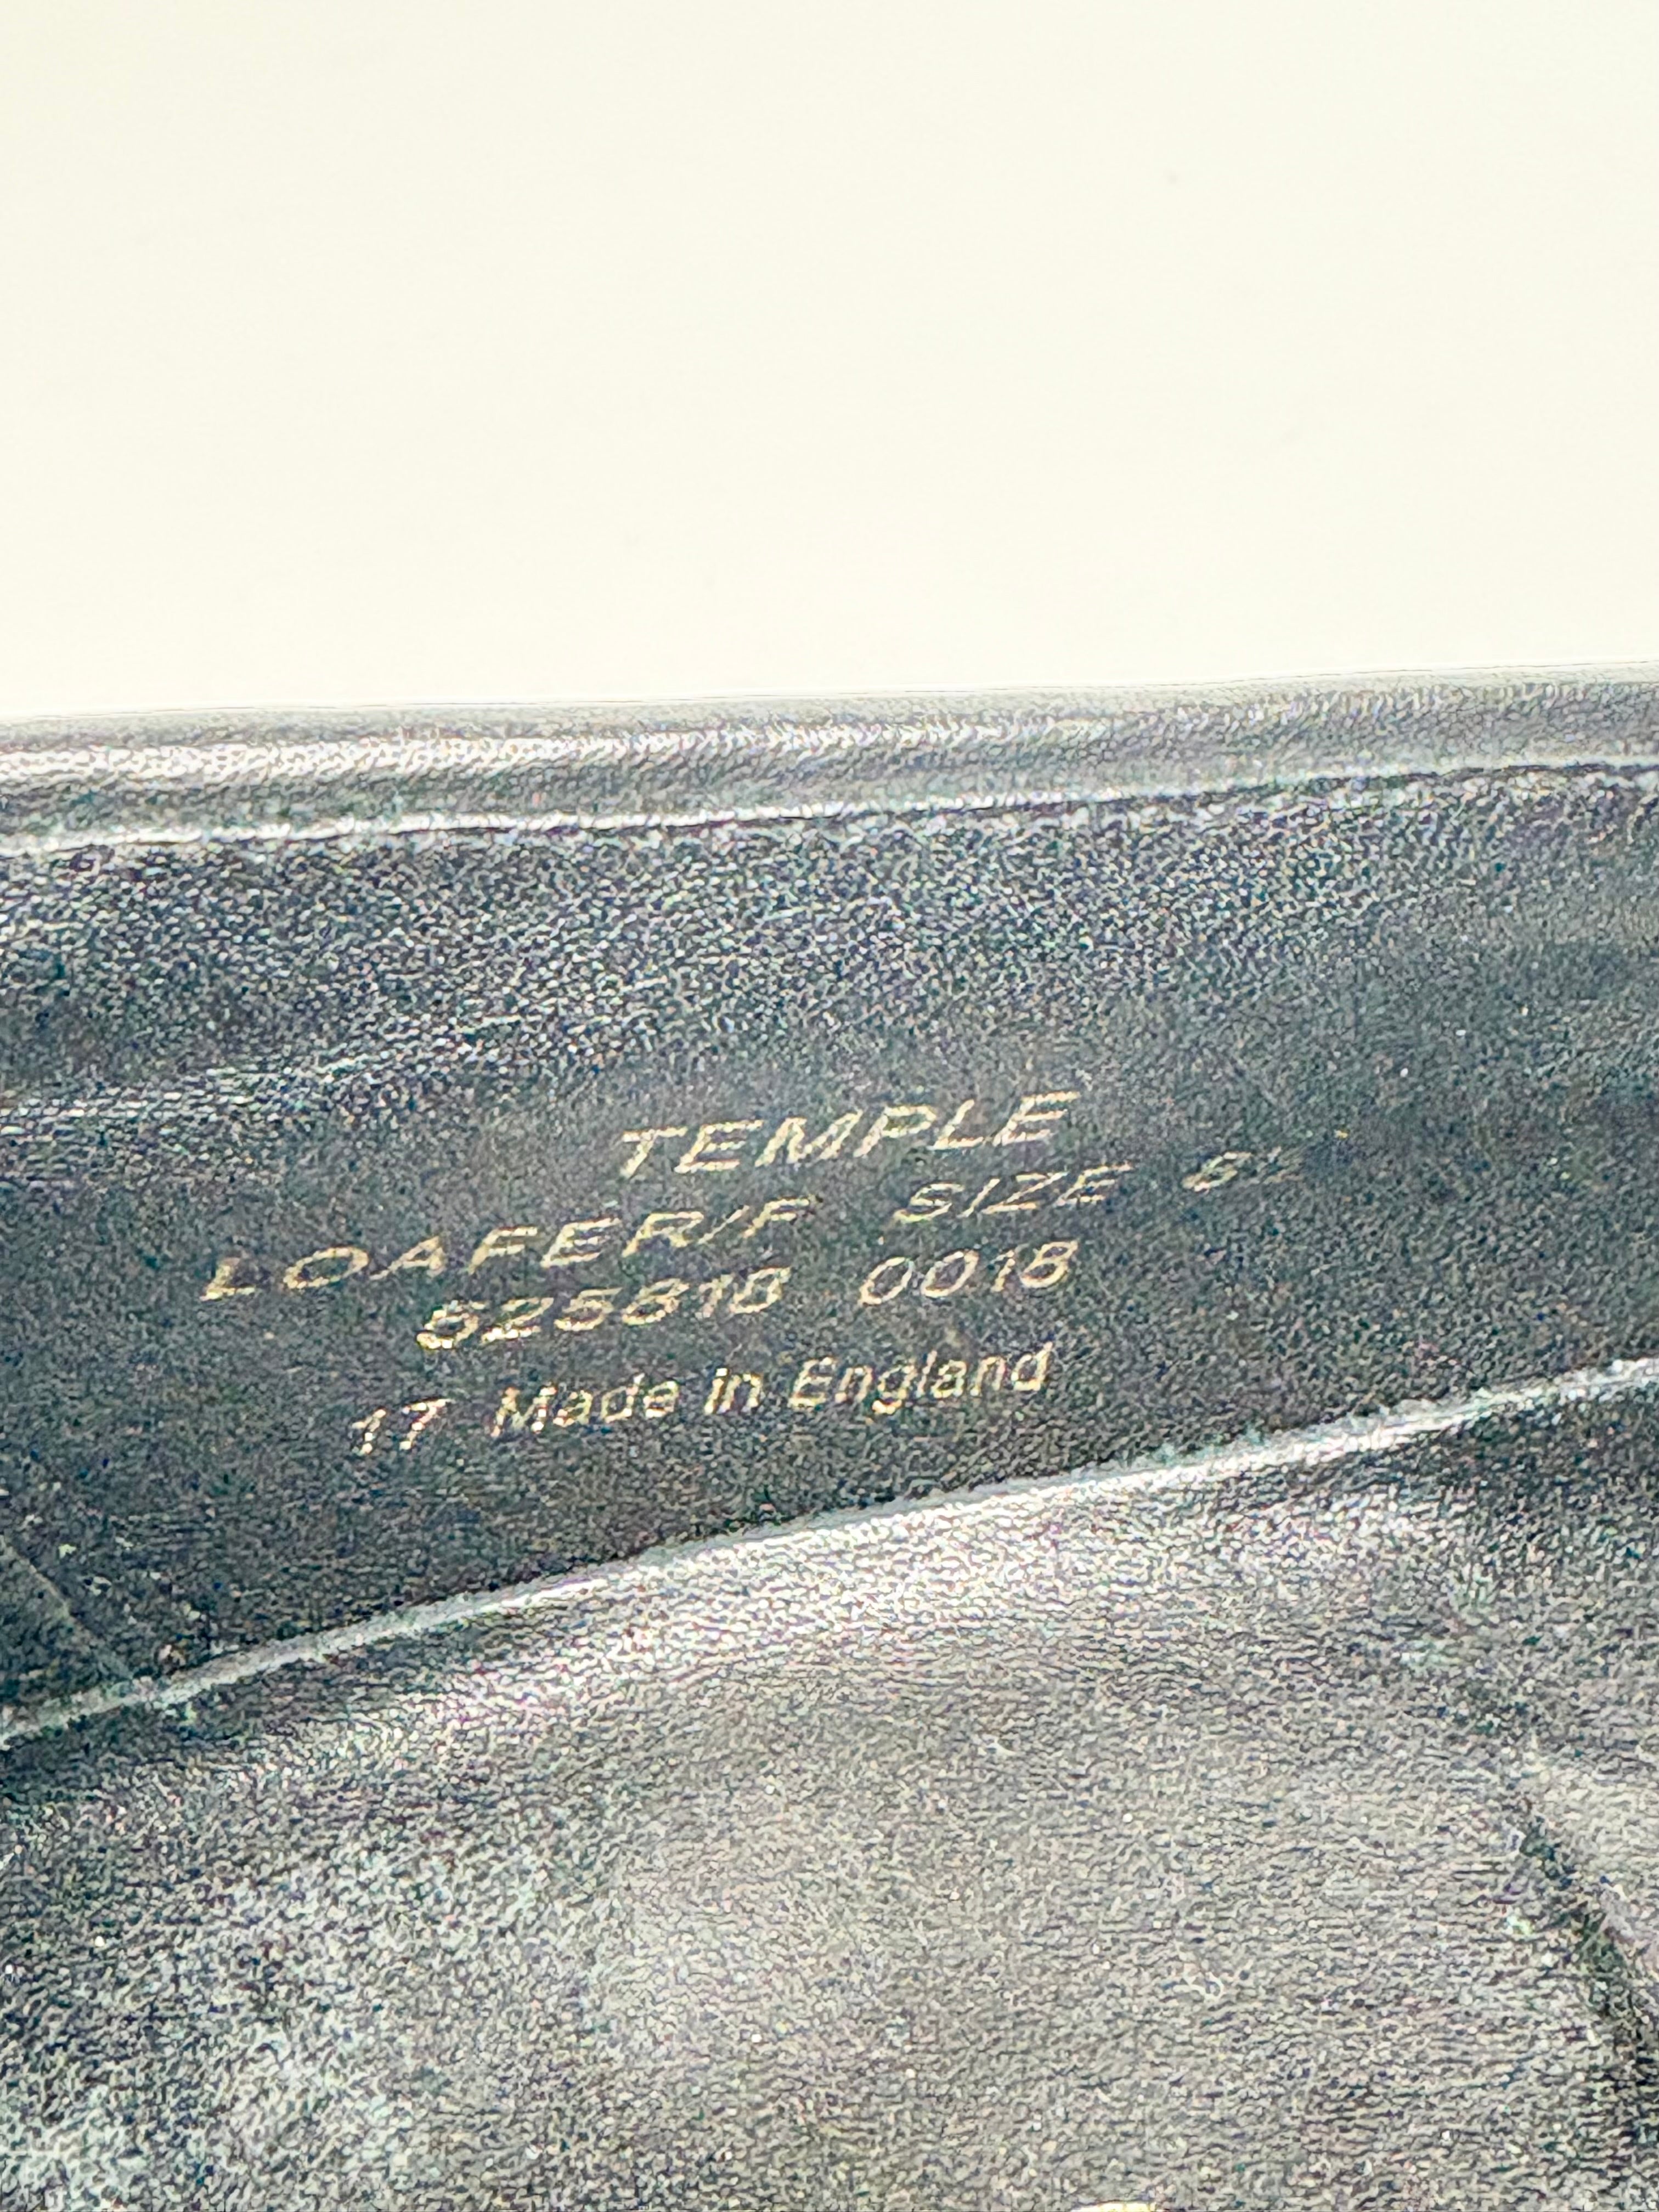 TEMPLE
LOAFER/F SIZE
525818 0018
17 Made in England